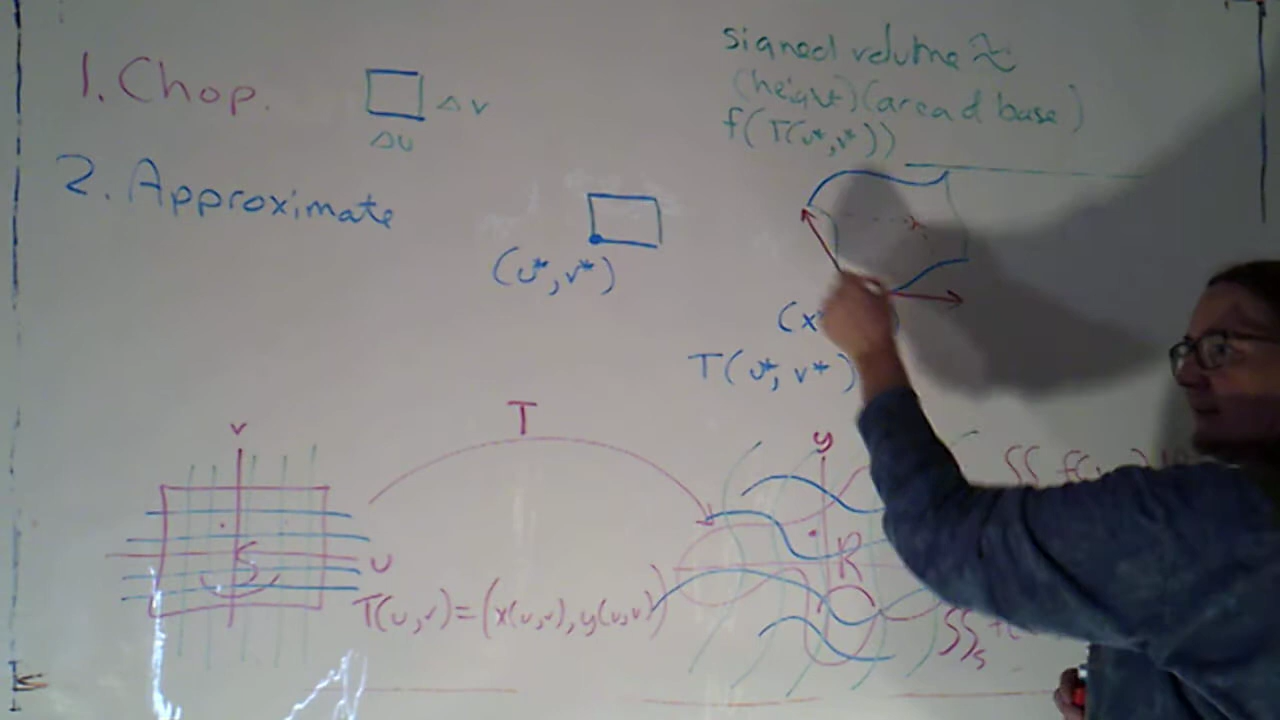 1. Chop.
Δv
Δu
2. Approximate
signed volume ≈
(height)(area of base)
f(T(u*,v*))
(u*,v*)
(x
T(u*,v*)
T
v
u
S
T(u,v)=(x(u,v),y(u,v))
y
R
∬ f(
∬s f(